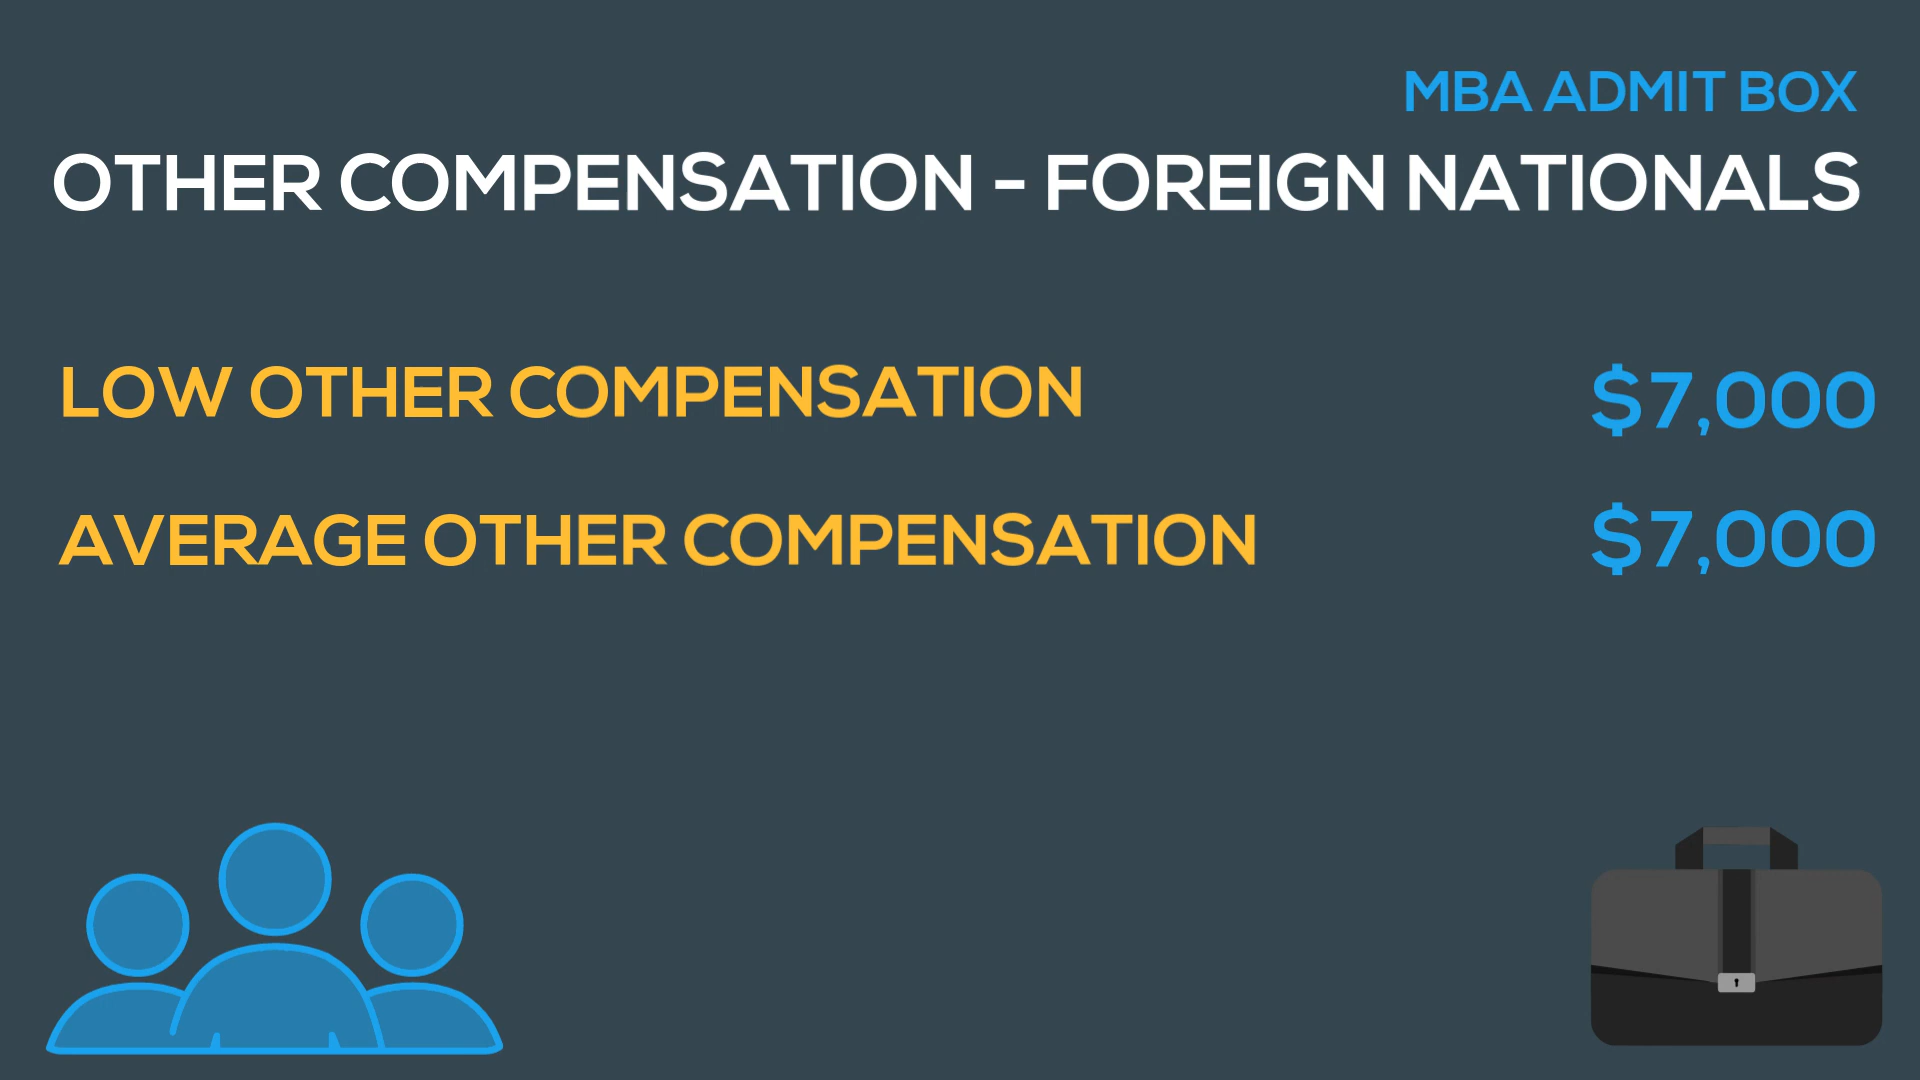 MBA ADMIT BOX
OTHER COMPENSATION - FOREIGN NATIONALS
LOW OTHER COMPENSATION $7,000
AVERAGE OTHER COMPENSATION $7,000